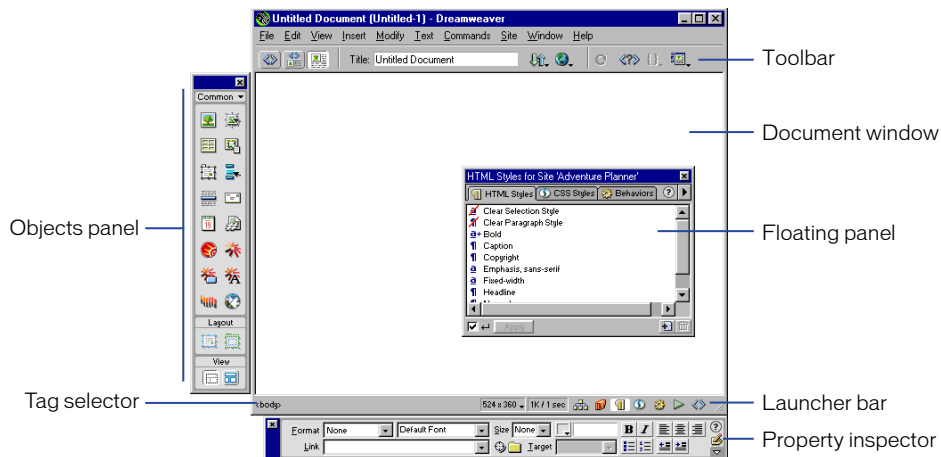 Untitled Document (Untitled-1) - Dreamweaver
File Edit View Insert Modify Text Commands Site Window Help
Title: Untitled Document
Toolbar
Common
Document window
HTML Styles for Site 'Adventure Planner'
HTML Styles CSS Styles Behaviors
Clear Selection Style
Clear Paragraph Style
Bold
Caption
Copyright
Emphasis, sans-serif
Fixed-width
Headline
Apply
Objects panel
Floating panel
Layout
View
Tag selector
<body>
524 x 360 1K / 1 sec
Launcher bar
Format None Default Font Size None B I
Link Target
Property inspector